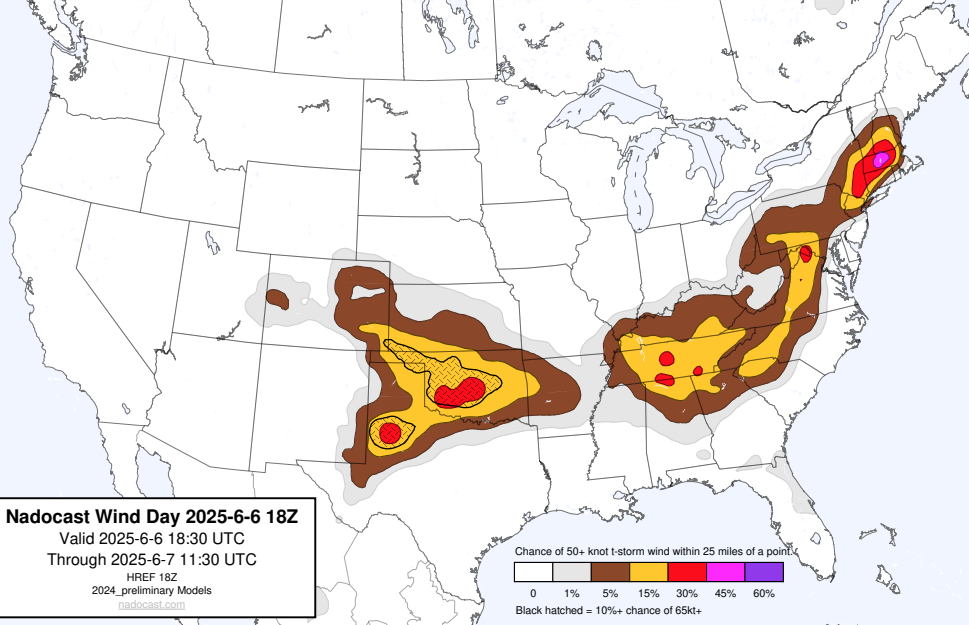 Nadocast Wind Day 2025-6-6 18Z
Valid 2025-6-6 18:30 UTC
Through 2025-6-7 11:30 UTC
HREF 18Z
2024_preliminary Models
nadocast.com
Chance of 50+ knot t-storm wind within 25 miles of a point.
0 1% 5% 15% 30% 45% 60%
Black hatched = 10%+ chance of 65kt+